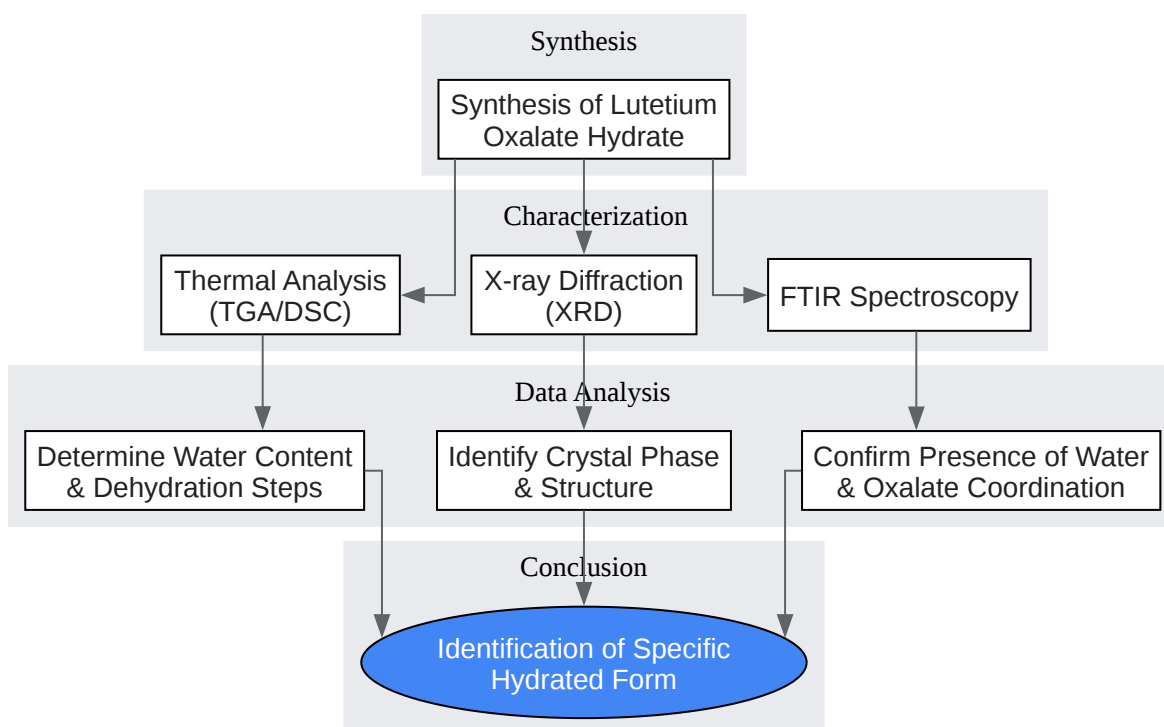 Synthesis
Synthesis of Lutetium
Oxalate Hydrate
Characterization
Thermal Analysis
(TGA/DSC)
X-ray Diffraction
(XRD)
FTIR Spectroscopy
Data Analysis
Determine Water Content
& Dehydration Steps
Identify Crystal Phase
& Structure
Confirm Presence of Water
& Oxalate Coordination
Conclusion
Identification of Specific
Hydrated Form